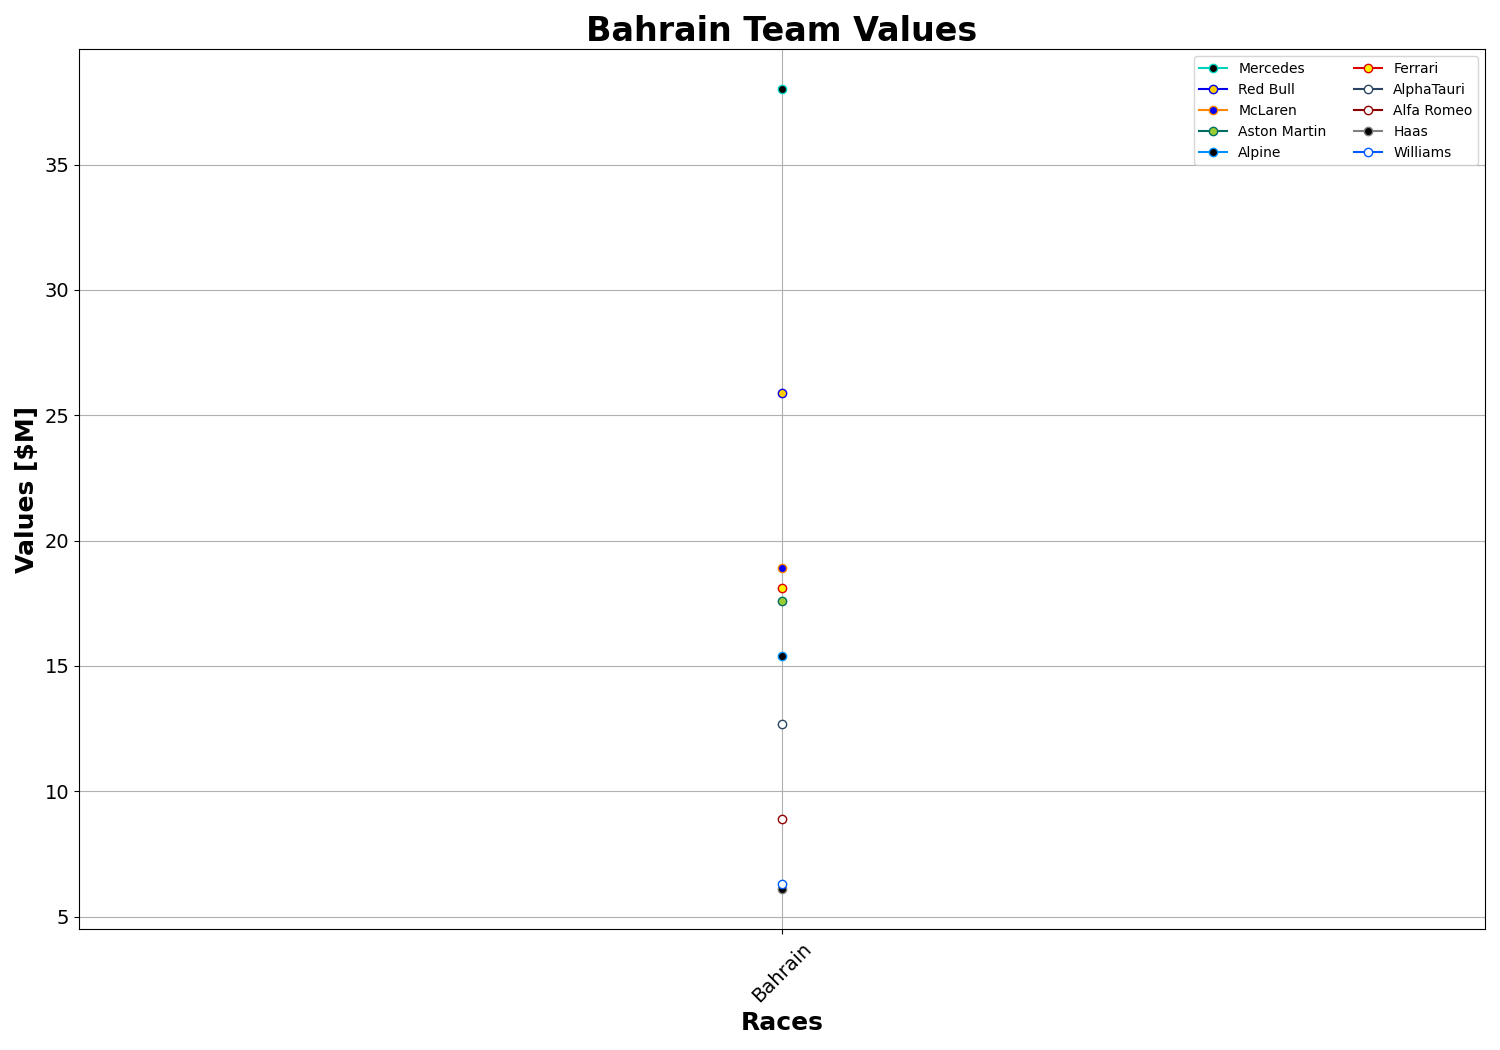 Bahrain Team Values
Mercedes
Red Bull
McLaren
Aston Martin
Alpine
Ferrari
AlphaTauri
Alfa Romeo
Haas
Williams
Values [$M]
35
30
25
20
15
10
5
Bahrain
Races